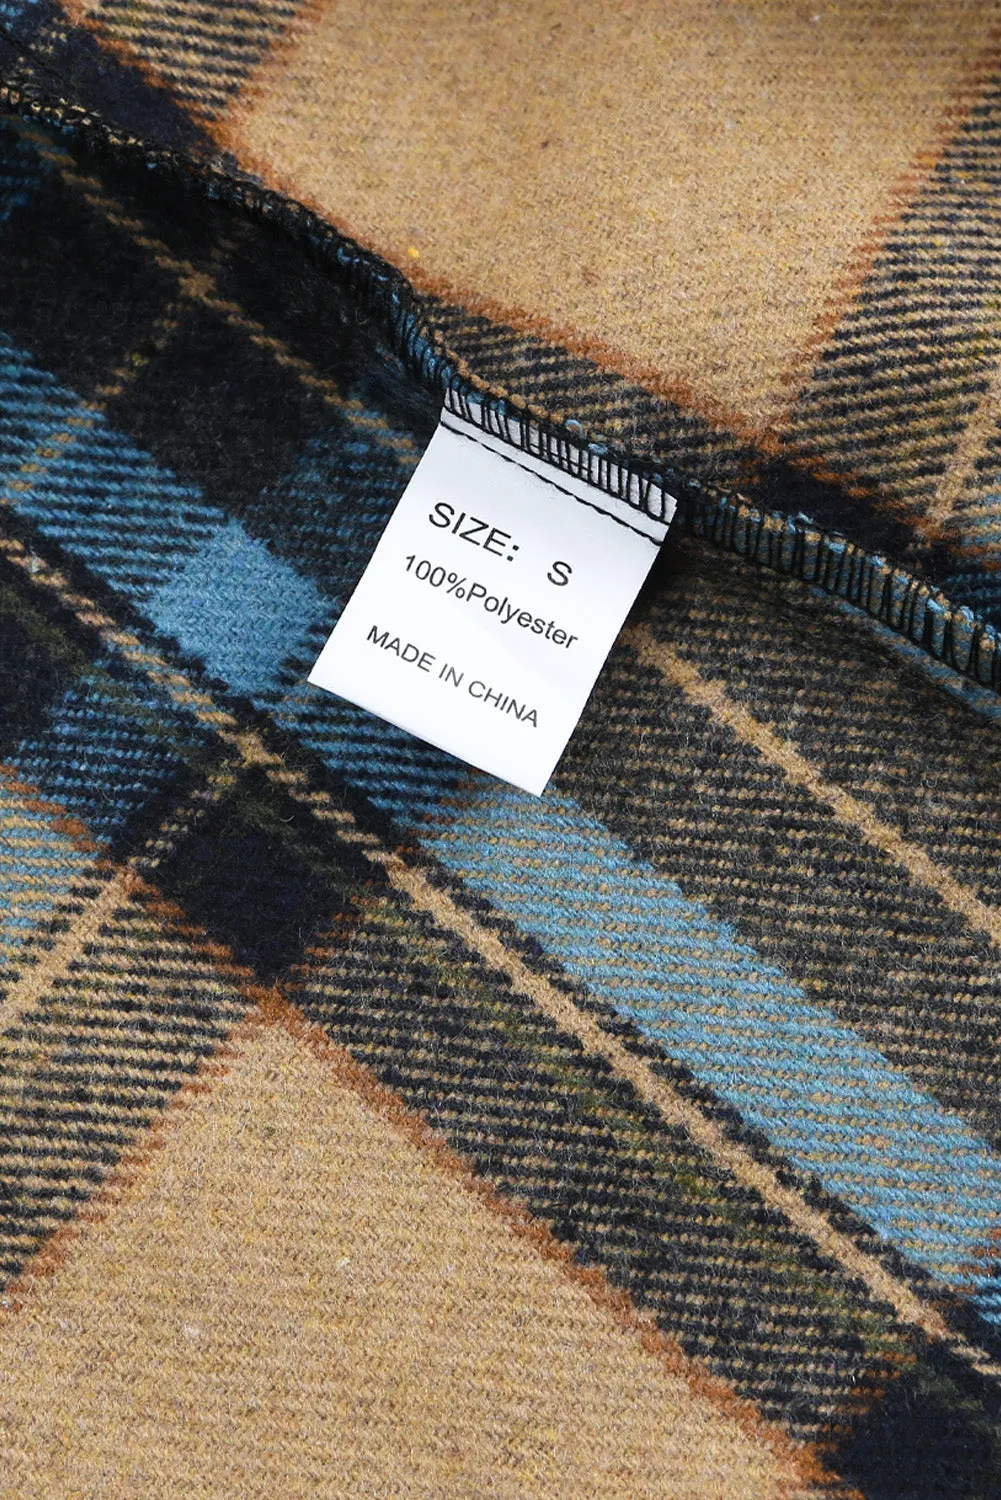 SIZE: S
100%Polyester
MADE IN CHINA